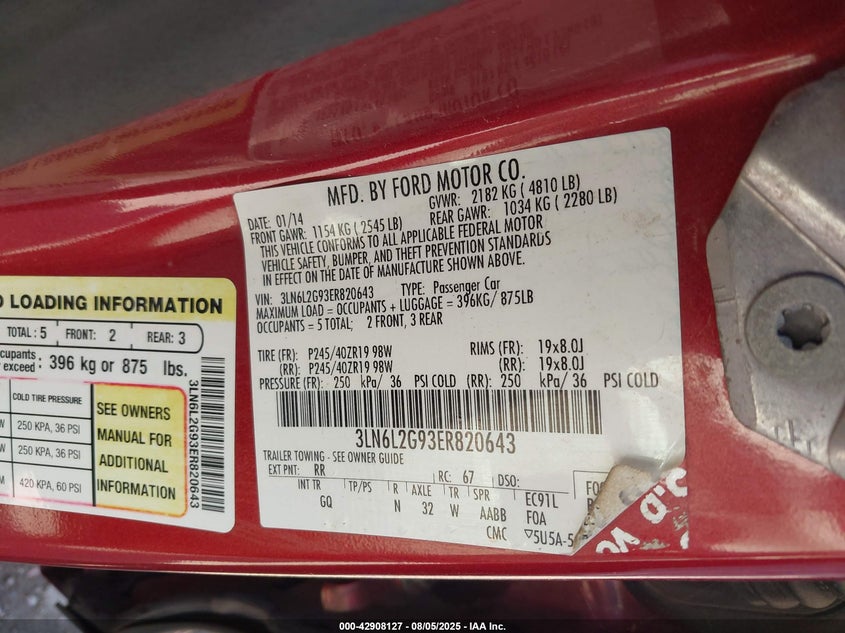 MFD. BY FORD MOTOR CO.
DATE: 01/14 GVWR: 2182 KG ( 4810 LB)
FRONT GAWR: 1154 KG ( 2545 LB) REAR GAWR: 1034 KG ( 2280 LB)
THIS VEHICLE CONFORMS TO ALL APPLICABLE FEDERAL MOTOR
VEHICLE SAFETY, BUMPER, AND THEFT PREVENTION STANDARDS
IN EFFECT ON THE DATE OF MANUFACTURE SHOWN ABOVE.
VIN: 3LN6L2G93ER820643 TYPE: Passenger Car
MAXIMUM LOAD = OCCUPANTS + LUGGAGE = 396KG/ 875LB
OCCUPANTS = 5 TOTAL; 2 FRONT, 3 REAR
TIRE (FR): P245/40ZR19 98W RIMS (FR): 19x8.0J
(RR): P245/40ZR19 98W (RR): 19x8.0J
PRESSURE (FR): 250 kPa/ 36 PSI COLD (RR): 250 kPa/ 36 PSI COLD
3LN6L2G93ER820643
TRAILER TOWING - SEE OWNER GUIDE
EXT PNT: RR RC: 67 DSO:
INT TR TP/PS R AXLE TR SPR EC91L
GQ N 32 W AABB FOA
CMC ▽5U5A-5
LOADING INFORMATION
TOTAL : 5 FRONT: 2 REAR: 3
exceed: 396 kg or 875 lbs.
COLD TIRE PRESSURE
250 KPA, 36 PSI
250 KPA, 36 PSI
420 KPA, 60 PSI
SEE OWNERS
MANUAL FOR
ADDITIONAL
INFORMATION
3LN6L2G93ER820643
000-42908127 - 08/05/2025 - IAA Inc.